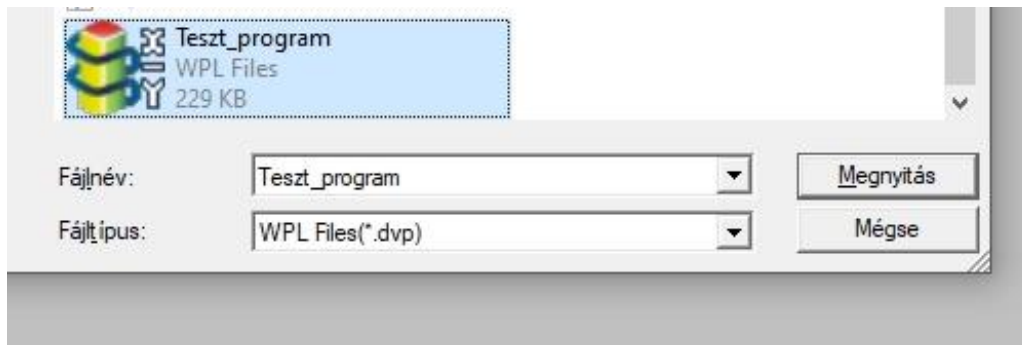 Teszt_program
WPL Files
229 KB
Fájlnév:
Teszt_program
Megnyitás
Fájltípus:
WPL Files(*.dvp)
Mégse